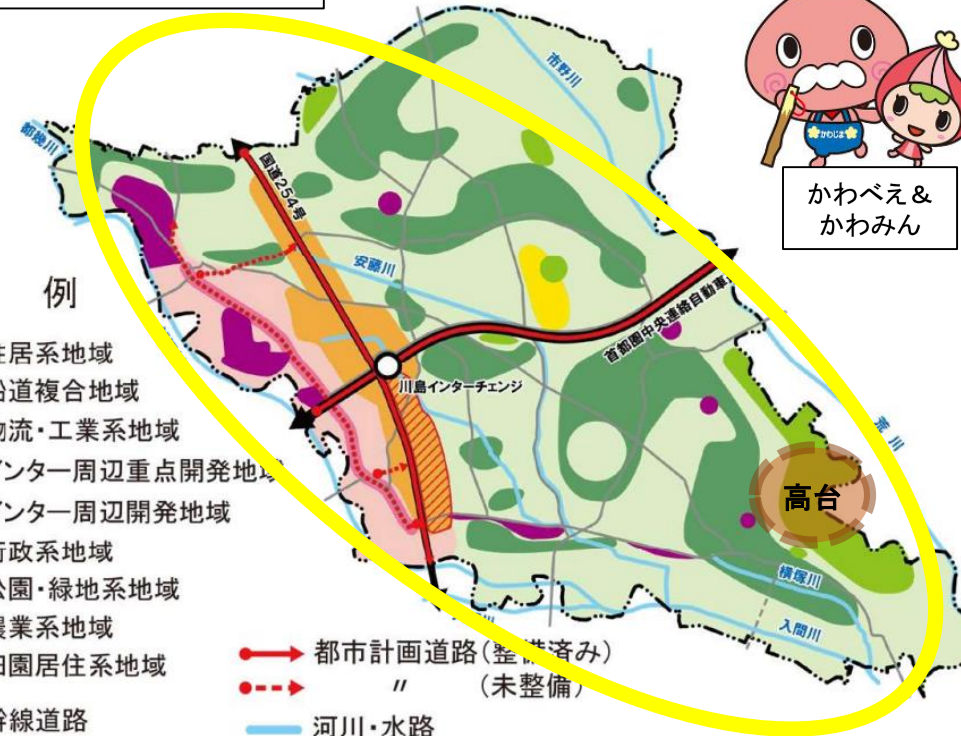 市野川
都幾川
国道254号
かわじま
かわべえ&
かわみん
安藤川
首都圏中央連絡自動車
川島インターチェンジ
荒川
高台
横塚川
入間川
例
住居系地域
沿道複合地域
物流・工業系地域
インター周辺重点開発地域
インター周辺開発地域
行政系地域
公園・緑地系地域
農業系地域
田園居住系地域
幹線道路
都市計画道路(整備済み)
〃 (未整備)
河川・水路